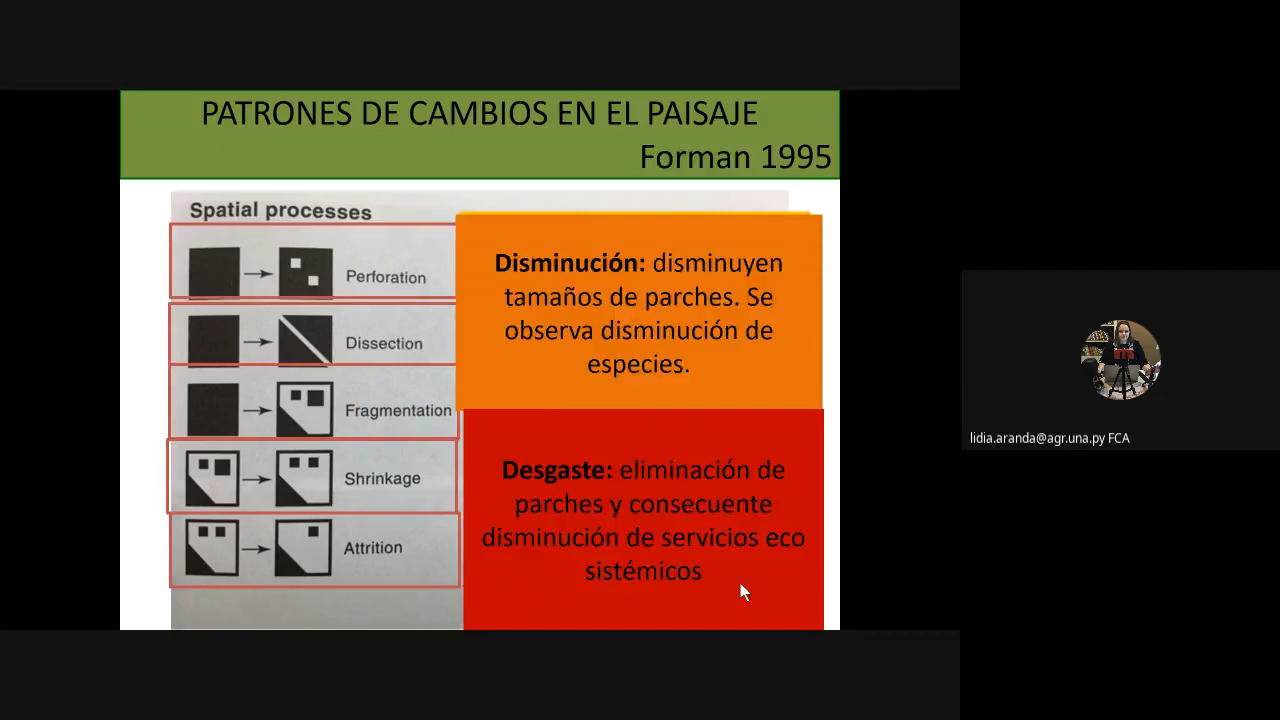 PATRONES DE CAMBIOS EN EL PAISAJE
Forman 1995
Spatial processes
Perforation
Dissection
Fragmentation
Shrinkage
Attrition
Disminución: disminuyen
tamaños de parches. Se
observa disminución de
especies.
Desgaste: eliminación de
parches y consecuente
disminución de servicios eco
sistémicos
lidia.aranda@agr.una.py FCA